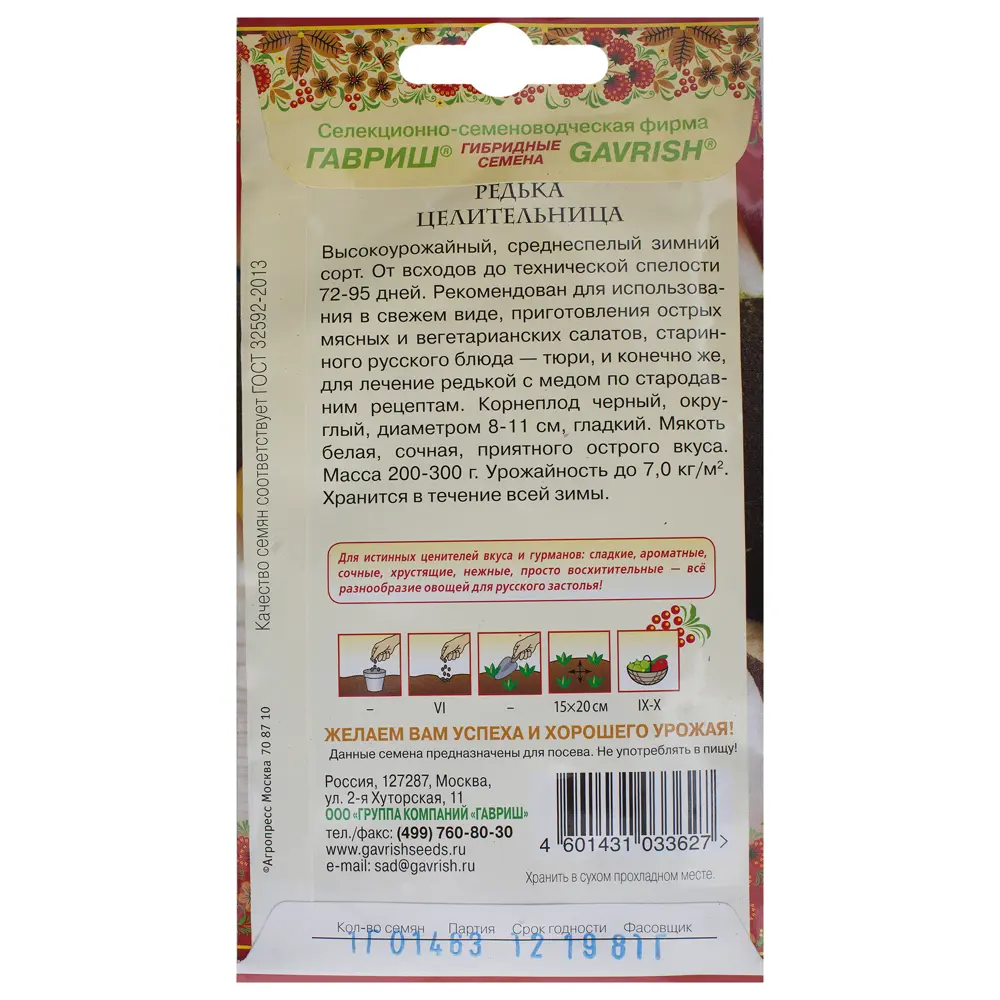 Селекционно-семеноводческая фирма
ГАВРИШ® ГИБРИДНЫЕ СЕМЕНА GAVRISH®
РЕДЬКА
ЦЕЛИТЕЛЬНИЦА
Высокоурожайный, среднеспелый зимний
сорт. От всходов до технической спелости
72-95 дней. Рекомендован для использова-
ния в свежем виде, приготовления острых
мясных и вегетарианских салатов, старин-
ного русского блюда — тюри, и конечно же,
для лечение редькой с медом по стародав-
ним рецептам. Корнеплод черный, окру-
глый, диаметром 8-11 см, гладкий. Мякоть
белая, сочная, приятного острого вкуса.
Масса 200-300 г. Урожайность до 7,0 кг/м².
Хранится в течение всей зимы.
Качество семян соответствует ГОСТ 32592-2013
Для истинных ценителей вкуса и гурманов: сладкие, ароматные,
сочные, хрустящие, нежные, просто восхитительные — всё
разнообразие овощей для русского застолья!
– VI – 15×20 см IX-X
ЖЕЛАЕМ ВАМ УСПЕХА И ХОРОШЕГО УРОЖАЯ!
Данные семена предназначены для посева. Не употреблять в пищу!
©Агропресс Москва 70 87 10
Россия, 127287, Москва,
ул. 2-я Хуторская, 11
ООО «ГРУППА КОМПАНИЙ «ГАВРИШ»
тел./факс: (499) 760-80-30
www.gavrishseeds.ru
e-mail: sad@gavrish.ru
4 601431 033627 >
Хранить в сухом прохладном месте.
Кол-во семян Партия Срок годности Фасовщик
1Г 01463 12 19 81Г